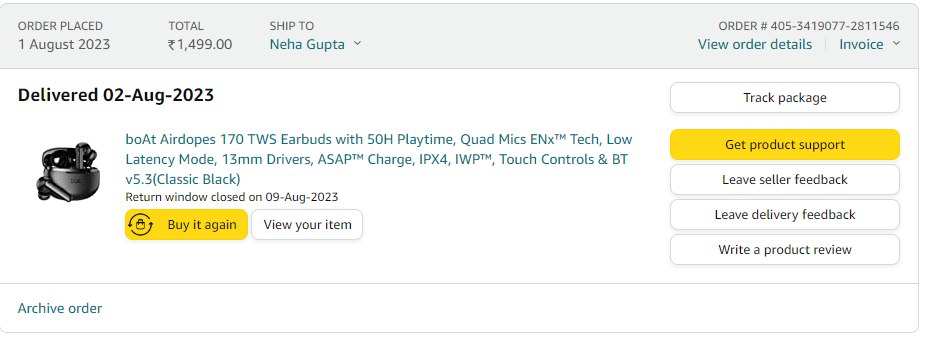 ORDER PLACED
1 August 2023
TOTAL
₹1,499.00
SHIP TO
Neha Gupta
ORDER # 405-3419077-2811546
View order details
Invoice
Delivered 02-Aug-2023
Track package
boAt Airdopes 170 TWS Earbuds with 50H Playtime, Quad Mics ENx™ Tech, Low
Latency Mode, 13mm Drivers, ASAP™ Charge, IPX4, IWP™, Touch Controls & BT
v5.3(Classic Black)
Return window closed on 09-Aug-2023
Buy it again
View your item
Get product support
Leave seller feedback
Leave delivery feedback
Write a product review
Archive order